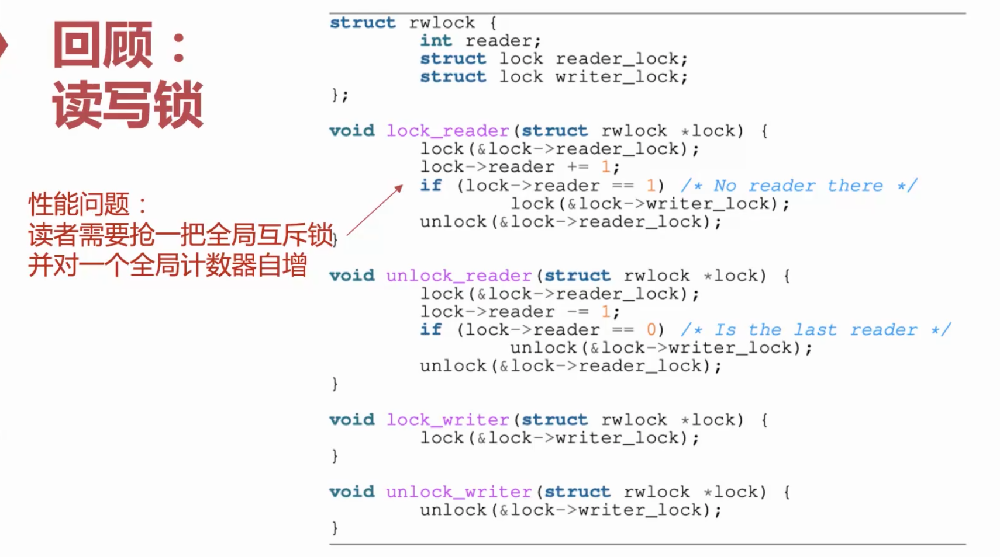 回顾：
读写锁
性能问题：
读者需要抢一把全局互斥锁
并对一个全局计数器自增
struct rwlock {
int reader;
struct lock reader_lock;
struct lock writer_lock;
};
void lock_reader(struct rwlock *lock) {
lock(&lock->reader_lock);
lock->reader += 1;
if (lock->reader == 1) /* No reader there */
lock(&lock->writer_lock);
unlock(&lock->reader_lock);
}
void unlock_reader(struct rwlock *lock) {
lock(&lock->reader_lock);
lock->reader -= 1;
if (lock->reader == 0) /* Is the last reader */
unlock(&lock->writer_lock);
unlock(&lock->reader_lock);
}
void lock_writer(struct rwlock *lock) {
lock(&lock->writer_lock);
}
void unlock_writer(struct rwlock *lock) {
unlock(&lock->writer_lock);
}